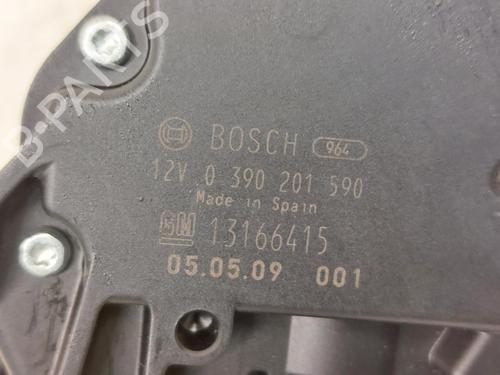 B-PARTS
BOSCH 964
12V 0 390 201 590
Made in Spain
GM 13166415
05.05.09 001